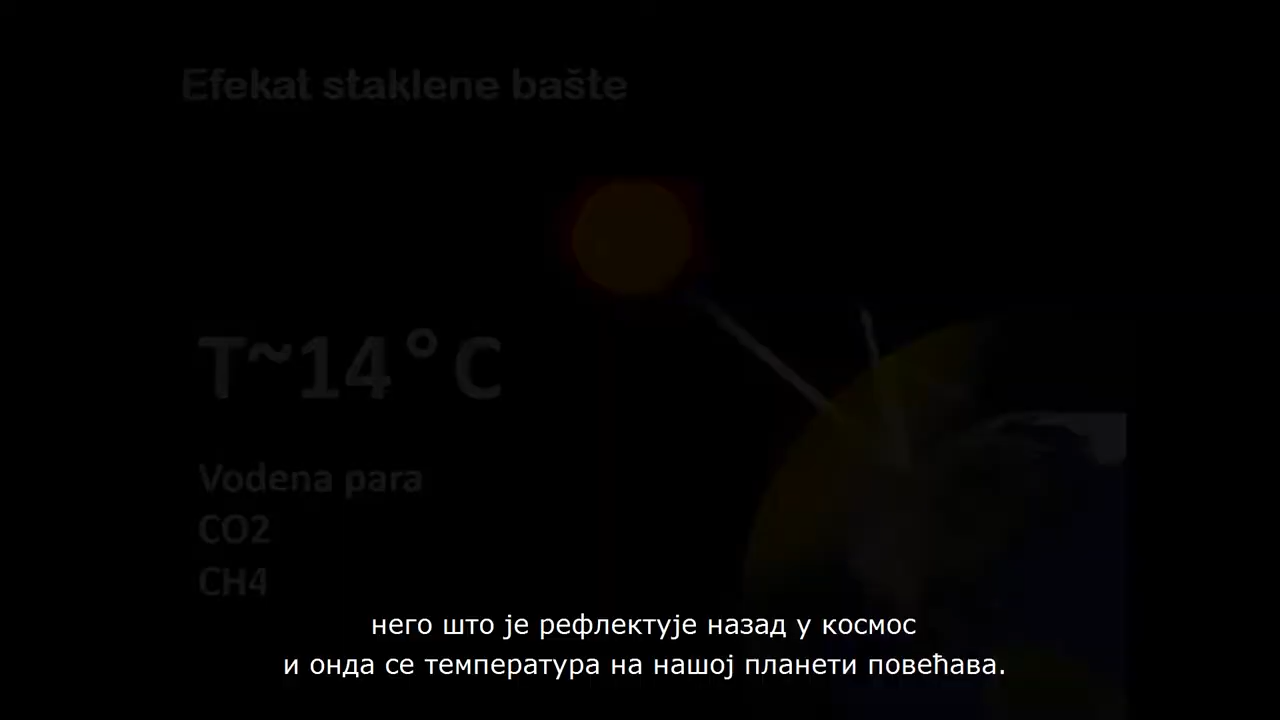 Efekat staklene bašte
T~14°C
Vodena para
CO2
CH4
него што је рефлектује назад у космос
и онда се температура на нашој планети повећава.